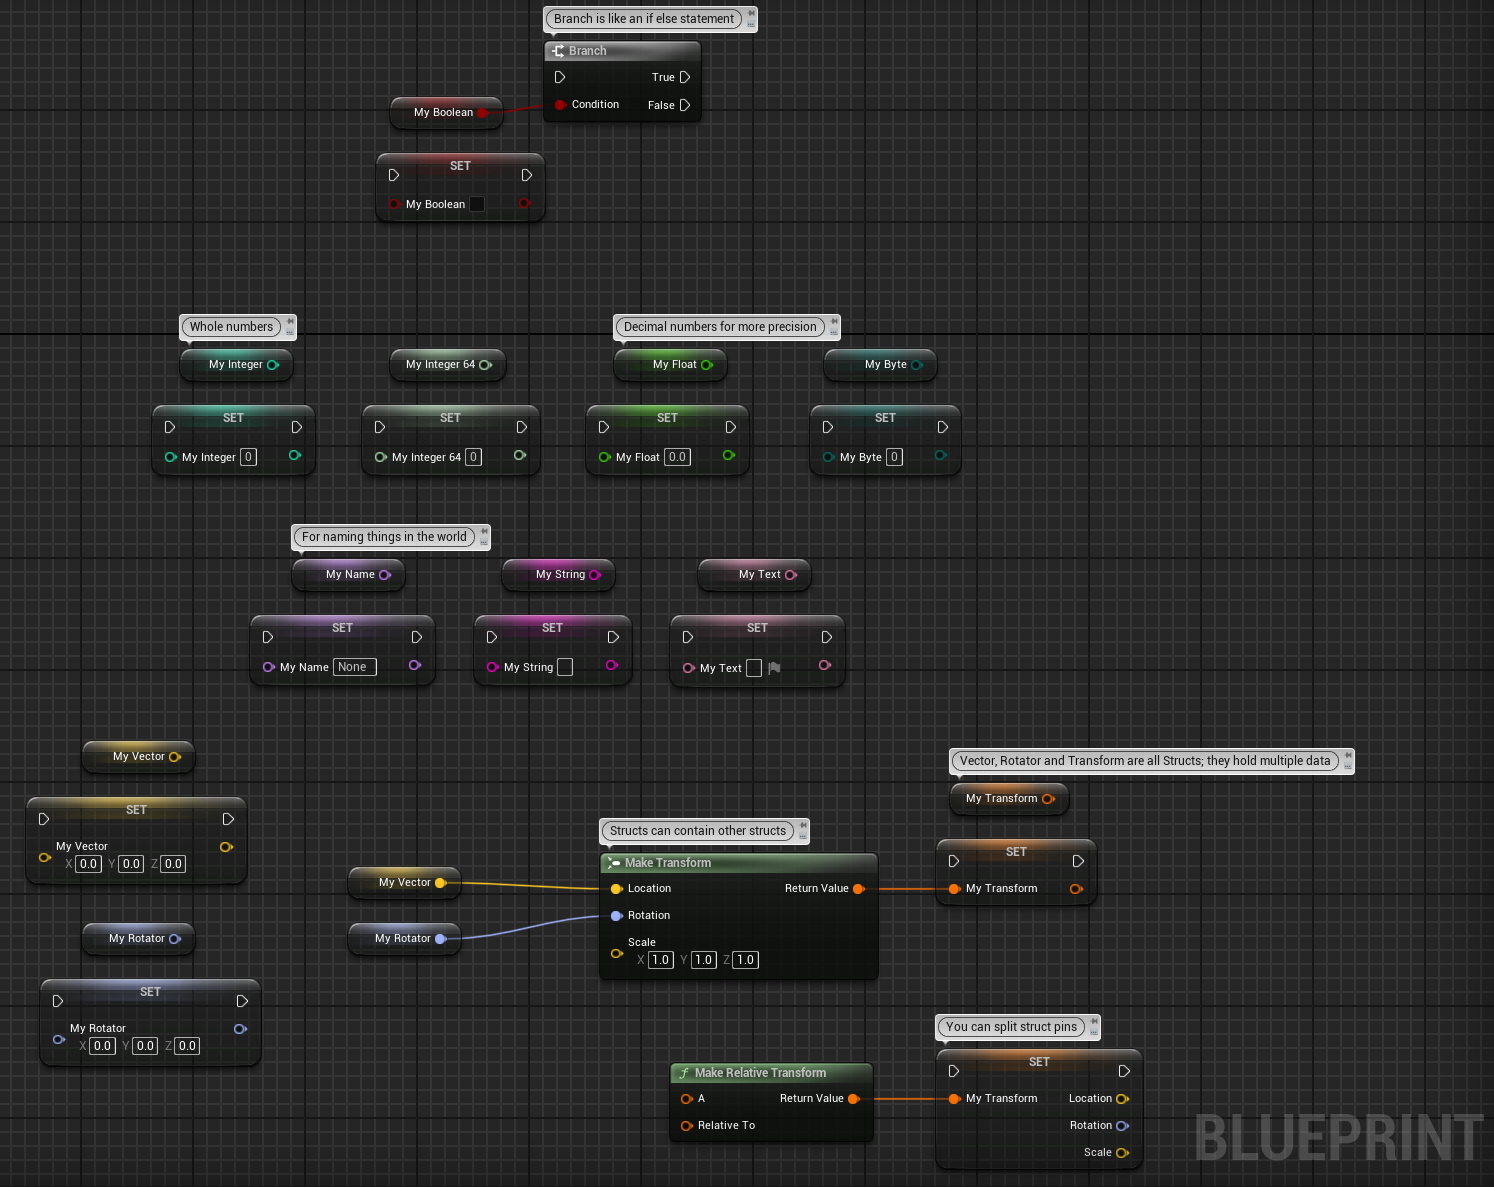 Branch is like an if else statement
Branch
True
Condition
False
My Boolean
SET
My Boolean
Whole numbers
My Integer
My Integer 64
Decimal numbers for more precision
My Float
My Byte
SET
My Integer 0
SET
My Integer 64 0
SET
My Float 0.0
SET
My Byte 0
For naming things in the world
My Name
My String
My Text
SET
My Name None
SET
My String
SET
My Text
My Vector
SET
My Vector
X 0.0 Y 0.0 Z 0.0
My Rotator
SET
My Rotator
X 0.0 Y 0.0 Z 0.0
My Vector
My Rotator
Structs can contain other structs
Make Transform
Location
Return Value
Rotation
Scale
X 1.0 Y 1.0 Z 1.0
Vector, Rotator and Transform are all Structs; they hold multiple data
My Transform
SET
My Transform
Make Relative Transform
A
Return Value
Relative To
You can split struct pins
SET
My Transform
Location
Rotation
Scale
BLUEPRINT